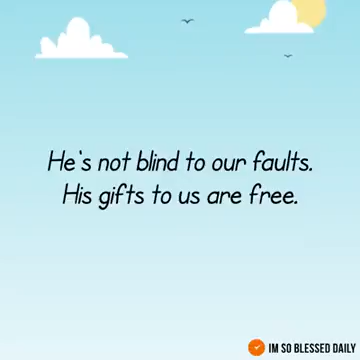 He's not blind to our faults.
His gifts to us are free.
IM SO BLESSED DAILY